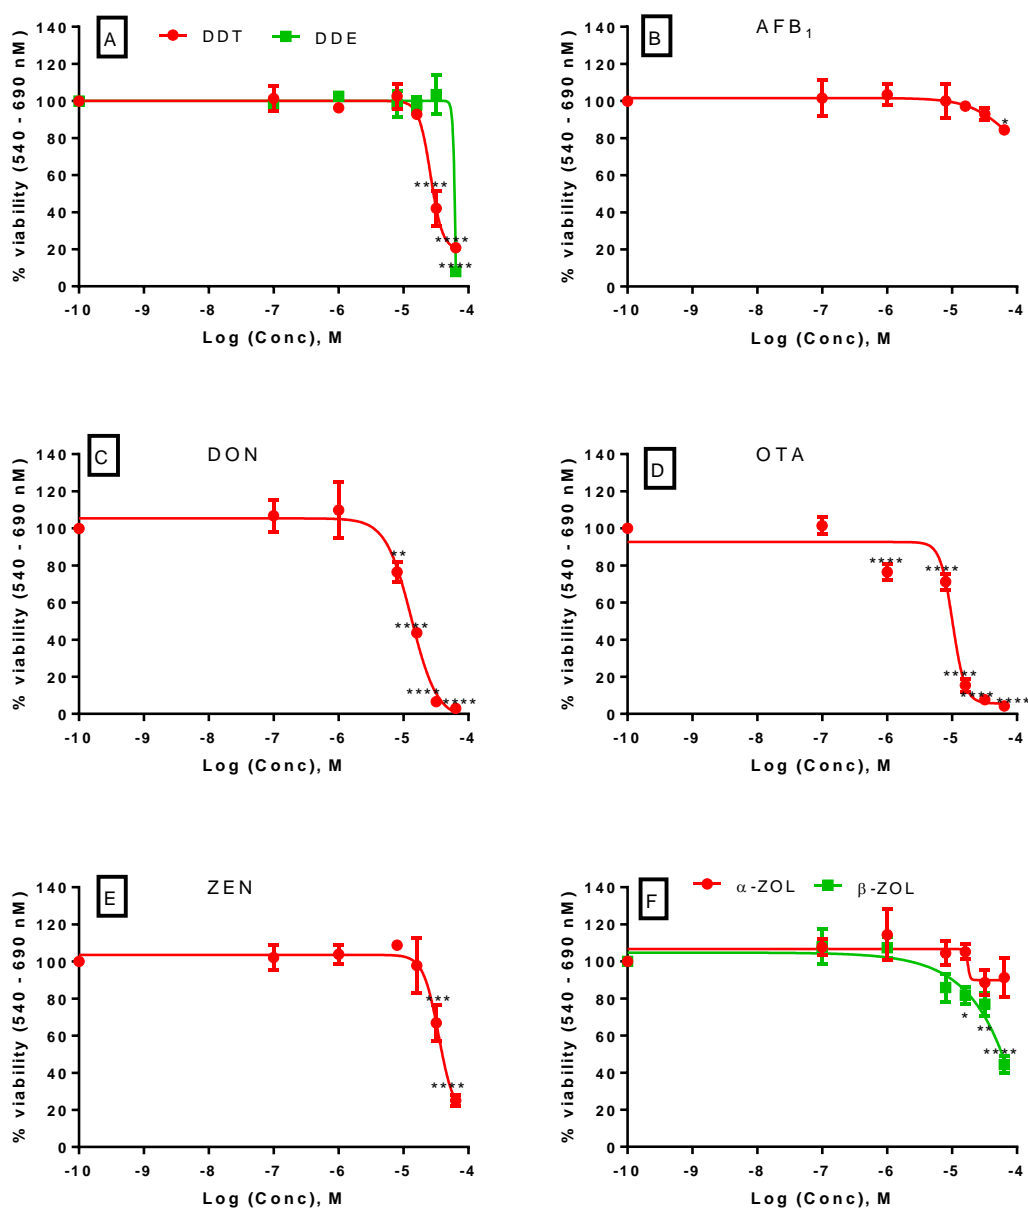 A DDT DDE
% viability (540 - 690 nM)
140
120
100
80
60
40
20
0
****
****
****
-10 -9 -8 -7 -6 -5 -4
Log (Conc), M
B AFB1
% viability (540 - 690 nM)
140
120
100
80
60
40
20
0
*
-10 -9 -8 -7 -6 -5 -4
Log (Conc), M
C DON
% viability (540 - 690 nM)
140
120
100
80
60
40
20
0
**
****
****
****
-10 -9 -8 -7 -6 -5 -4
Log (Conc), M
D OTA
% viability (540 - 690 nM)
140
120
100
80
60
40
20
0
****
****
****
****
****
-10 -9 -8 -7 -6 -5 -4
Log (Conc), M
E ZEN
% viability (540 - 690 nM)
140
120
100
80
60
40
20
0
***
****
-10 -9 -8 -7 -6 -5 -4
Log (Conc), M
F α-ZOL β-ZOL
% viability (540 - 690 nM)
140
120
100
80
60
40
20
0
*
**
****
-10 -9 -8 -7 -6 -5 -4
Log (Conc), M